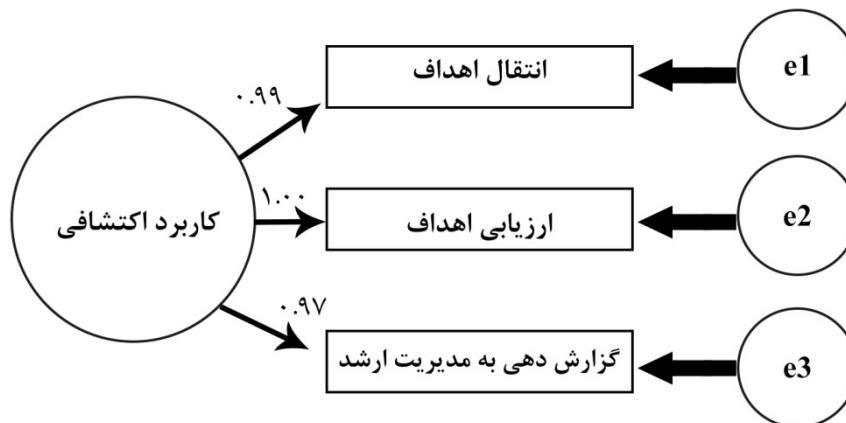 انتقال اهداف
e1
۰.۹۹
کاربرد اکتشافی
۱.۰۰
ارزیابی اهداف
e2
۰.۹۷
گزارش دهی به مدیریت ارشد
e3